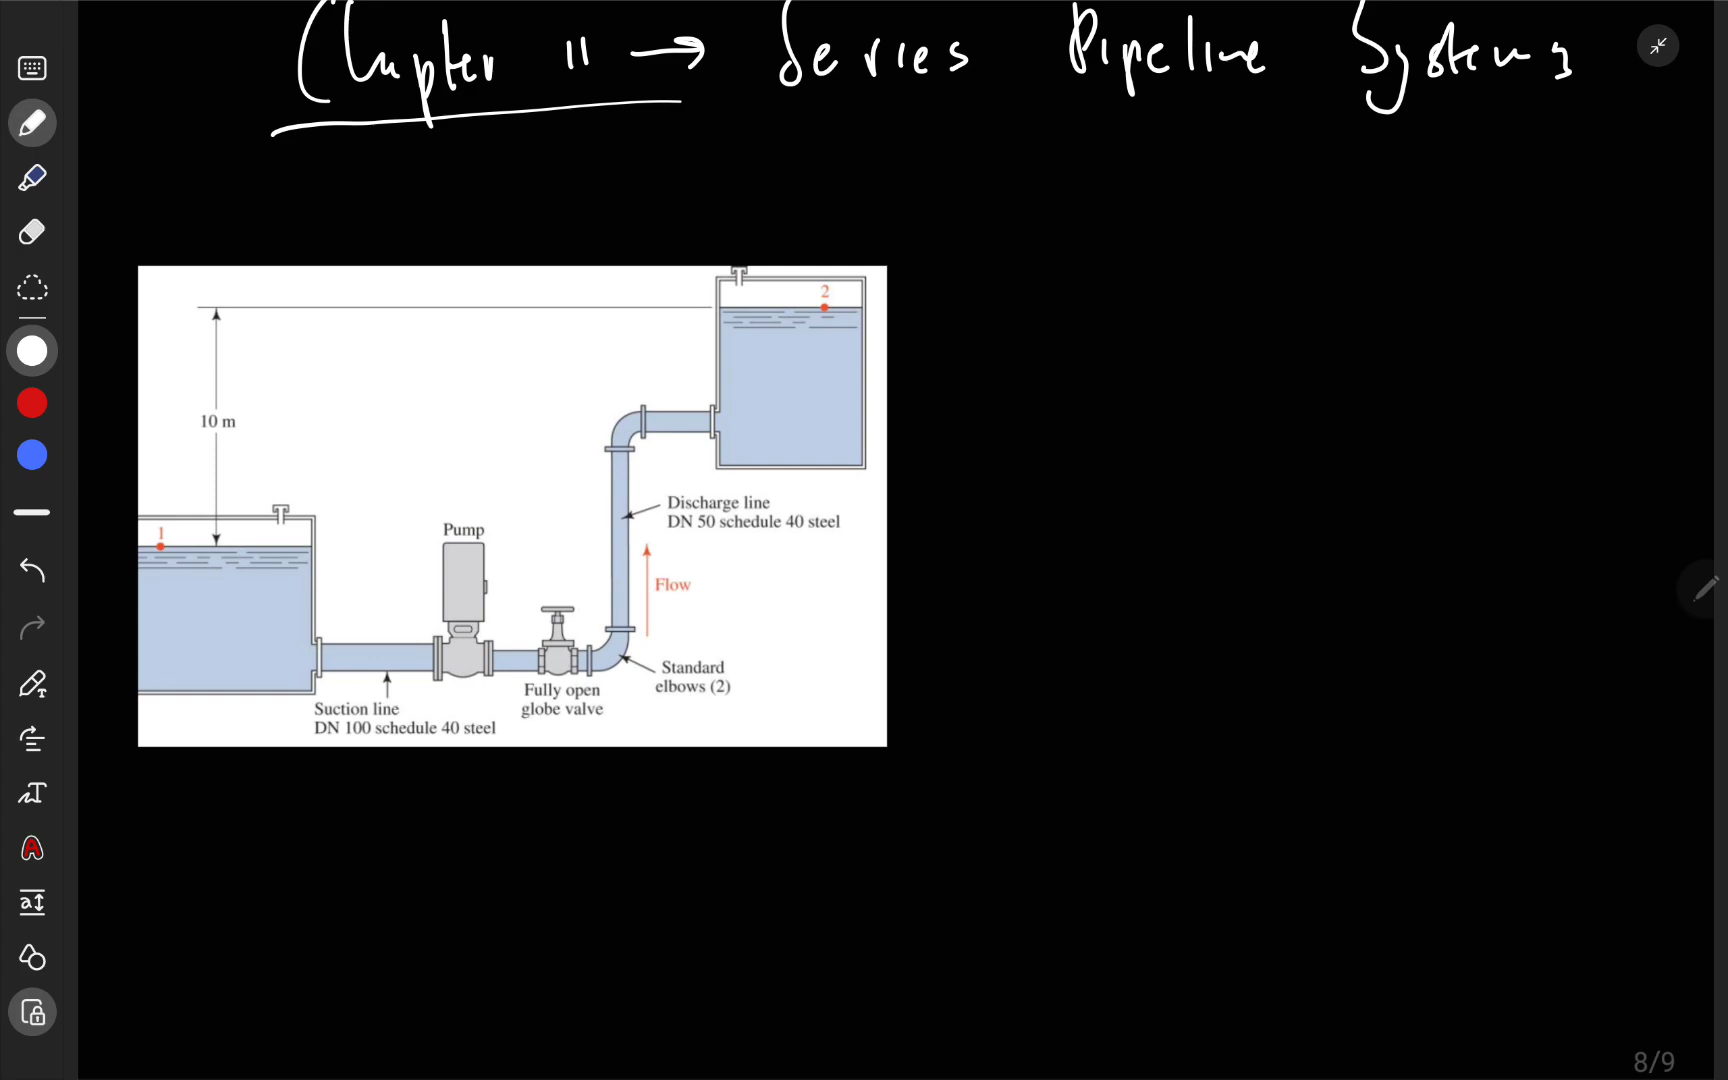 Chapter 11 → Series Pipeline Systems
2
10 m
1
Pump
Discharge line
DN 50 schedule 40 steel
Flow
Standard
elbows (2)
Fully open
globe valve
Suction line
DN 100 schedule 40 steel
T
A
a
8/9